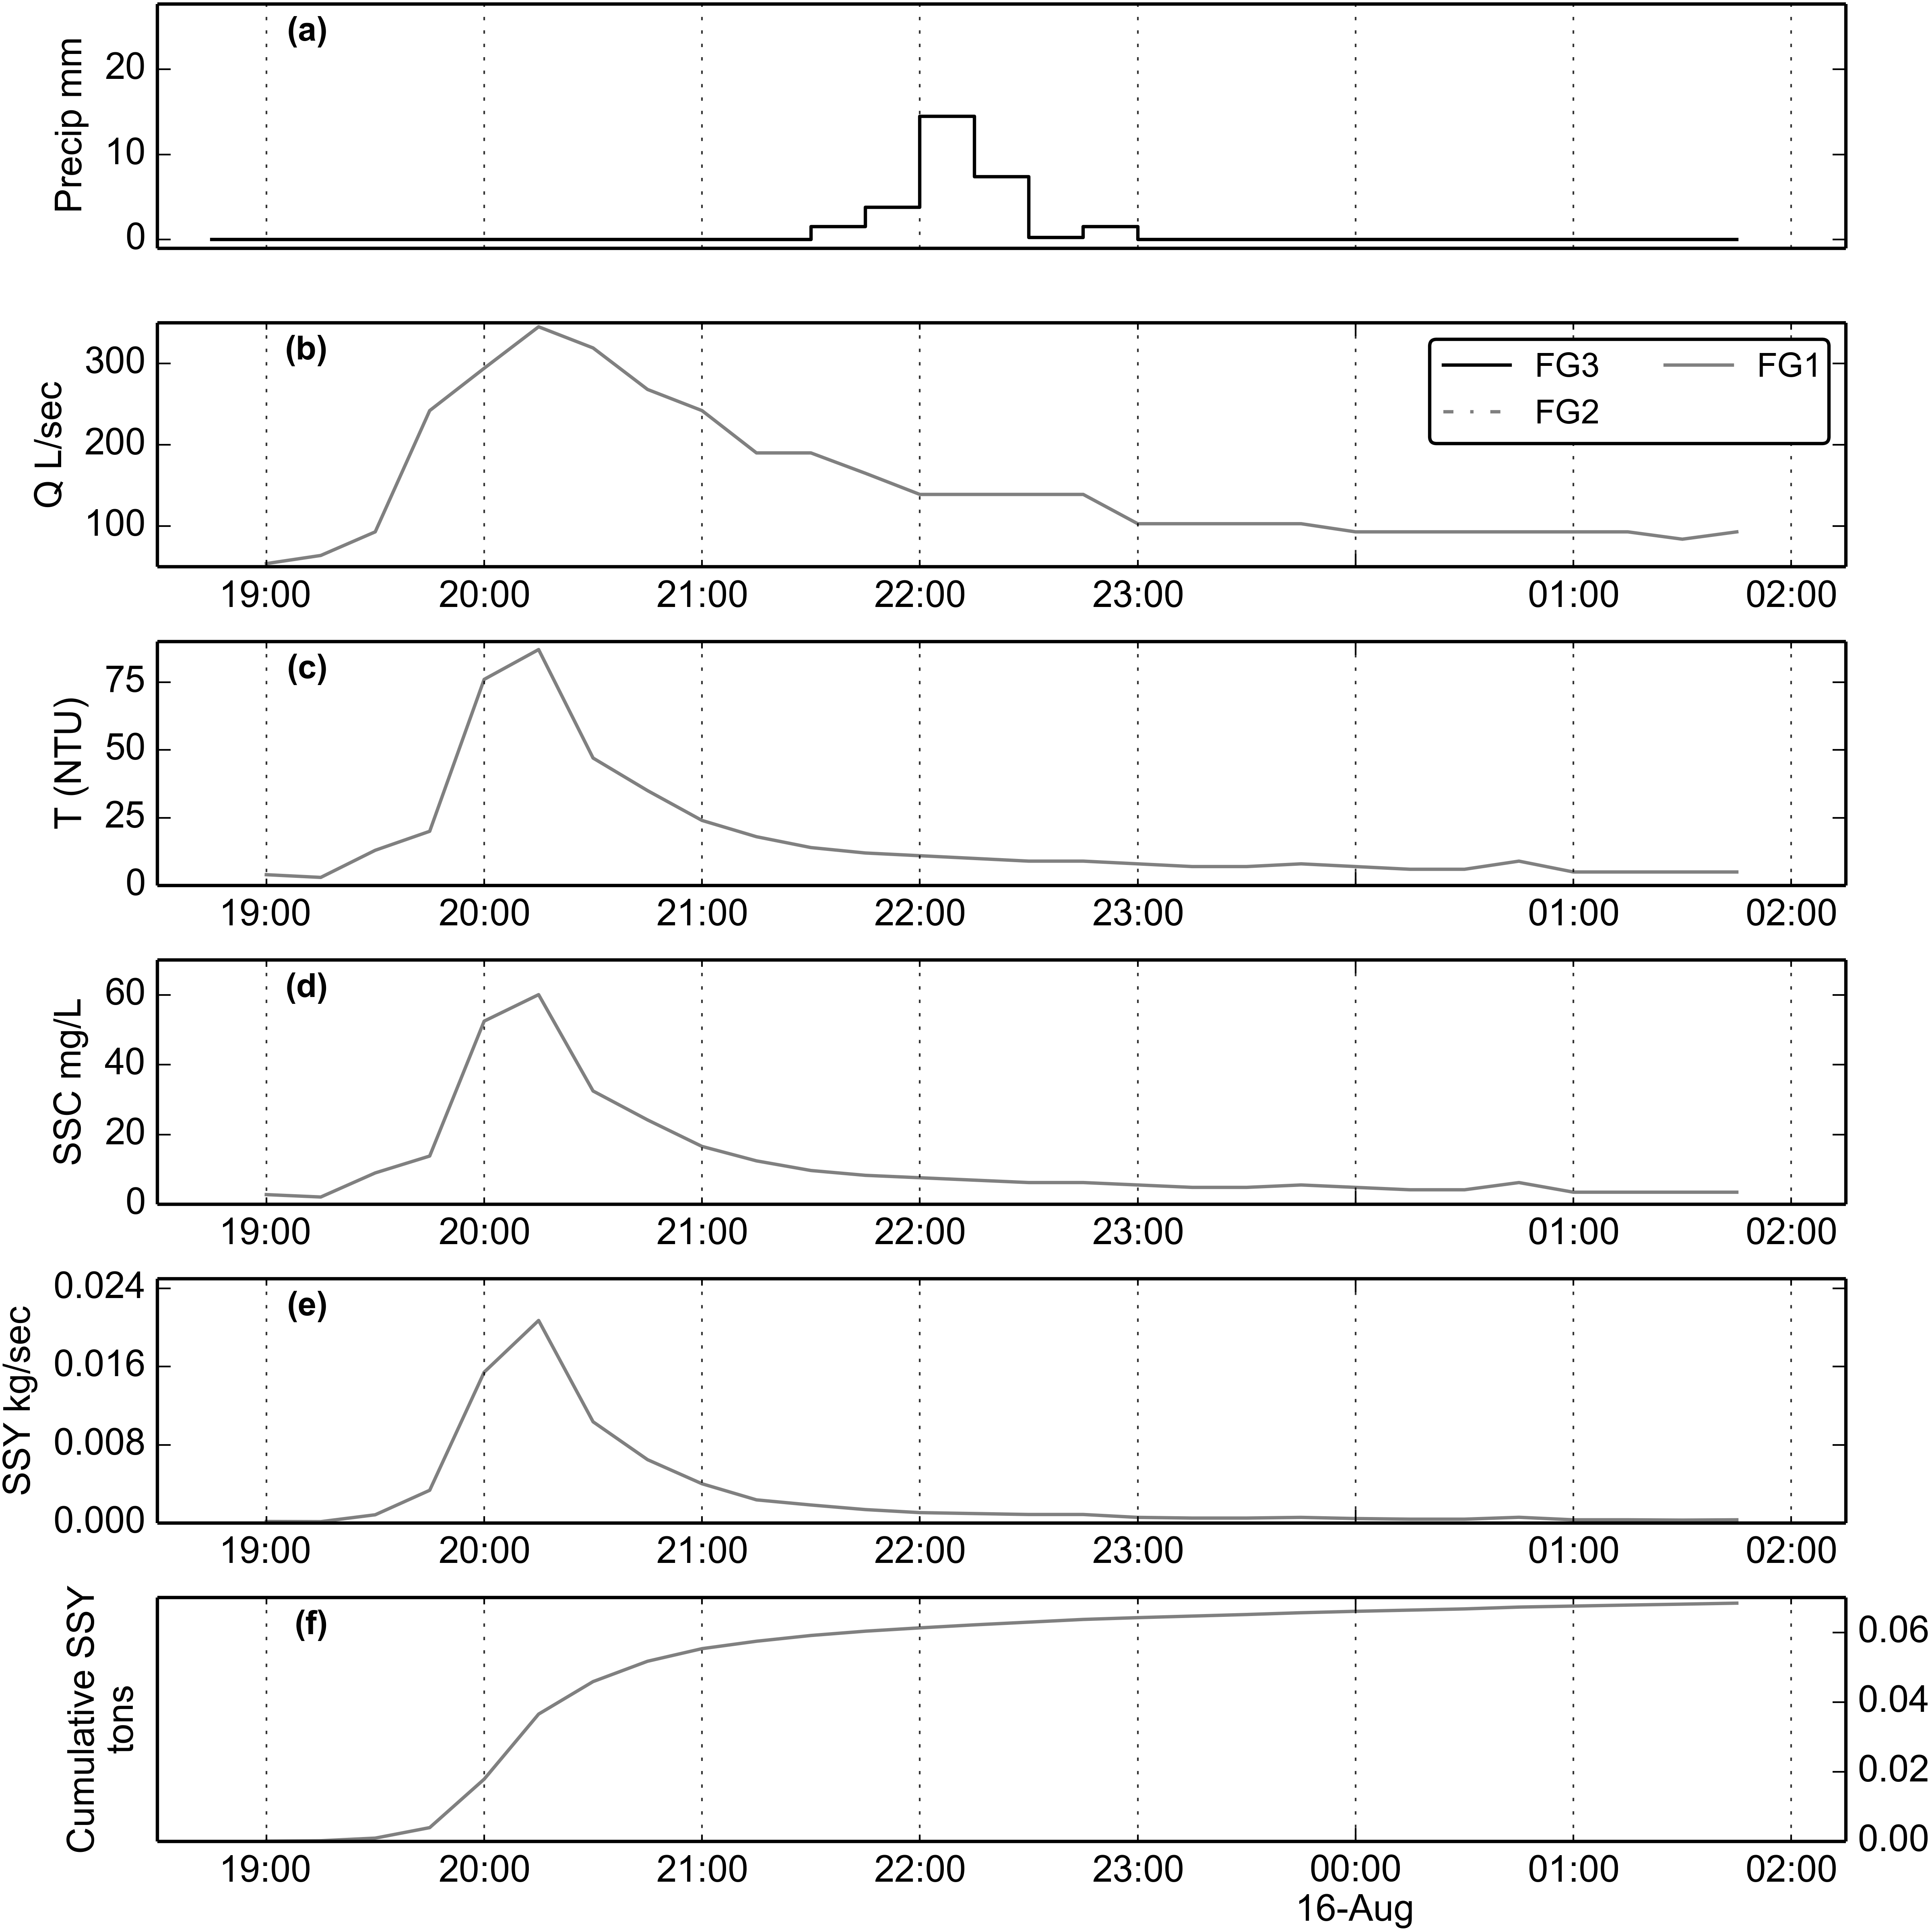 (a)
Precip mm
20
10
0
(b)
Q L/sec
300
200
100
FG3 FG1
FG2
19:00 20:00 21:00 22:00 23:00 01:00 02:00
(c)
T (NTU)
75
50
25
0
19:00 20:00 21:00 22:00 23:00 01:00 02:00
(d)
SSC mg/L
60
40
20
0
19:00 20:00 21:00 22:00 23:00 01:00 02:00
(e)
SSY kg/sec
0.024
0.016
0.008
0.000
19:00 20:00 21:00 22:00 23:00 01:00 02:00
(f)
Cumulative SSY
tons
0.06
0.04
0.02
0.00
19:00 20:00 21:00 22:00 23:00 00:00 01:00 02:00
16-Aug